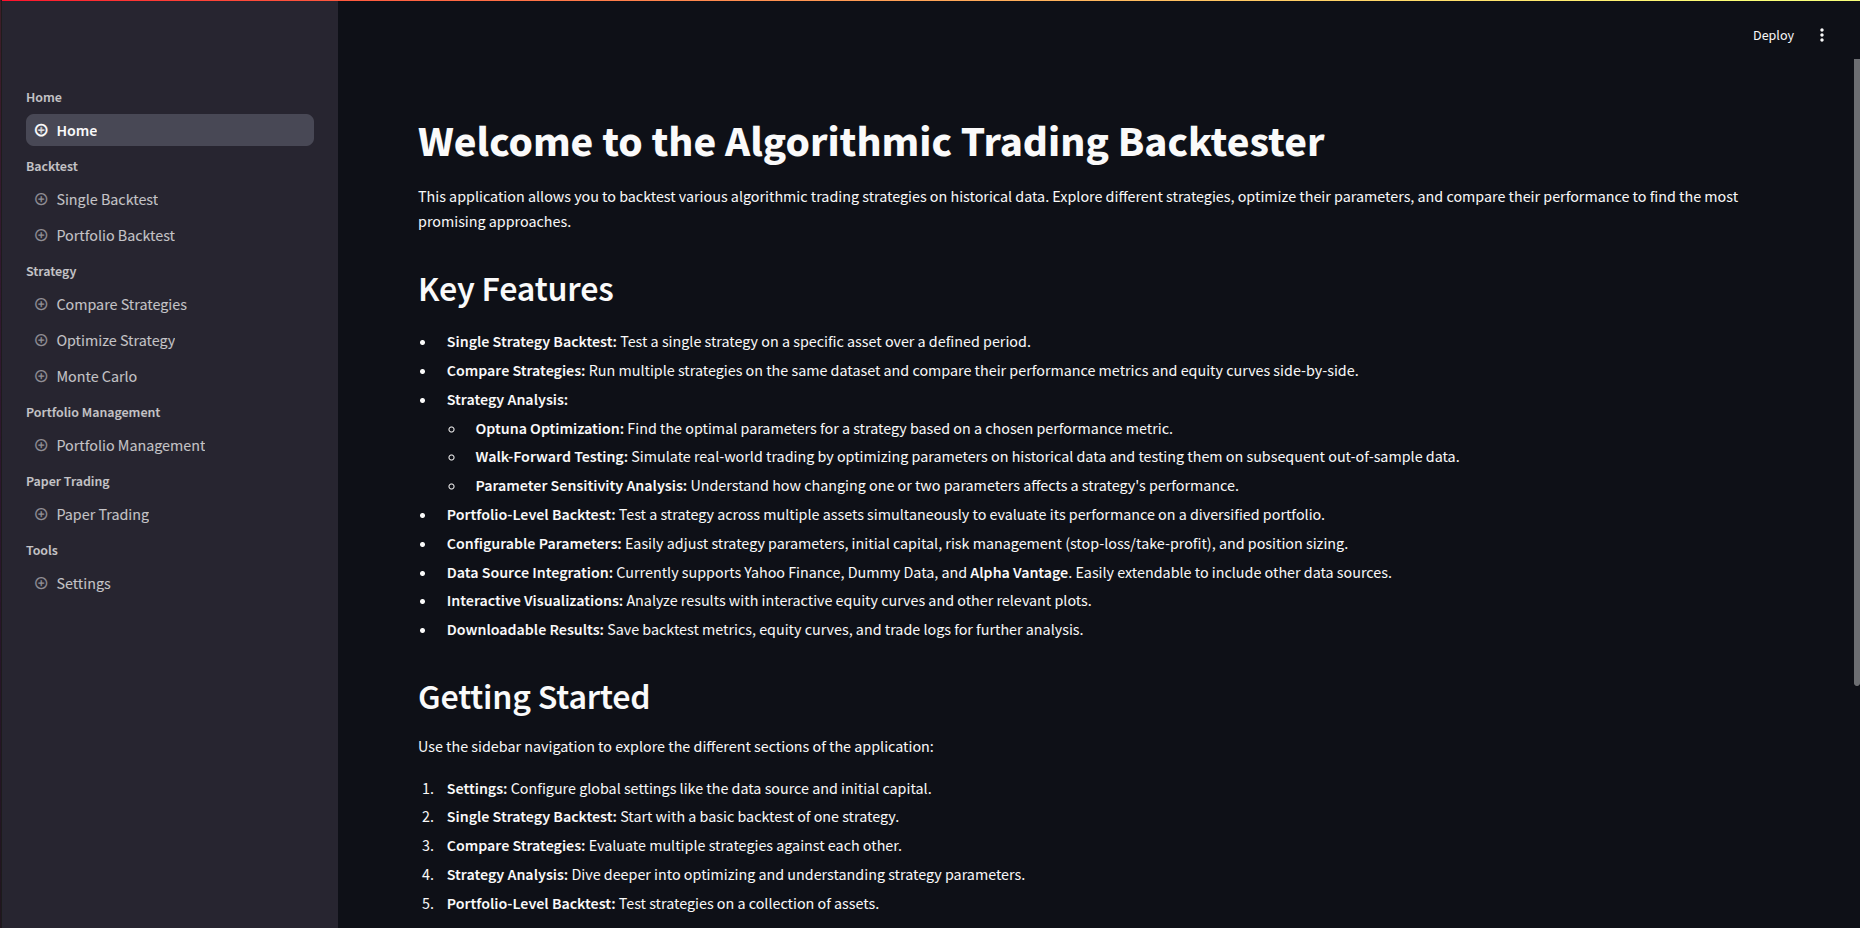 Deploy
Home
Home
Backtest
Single Backtest
Portfolio Backtest
Strategy
Compare Strategies
Optimize Strategy
Monte Carlo
Portfolio Management
Portfolio Management
Paper Trading
Paper Trading
Tools
Settings
Welcome to the Algorithmic Trading Backtester
This application allows you to backtest various algorithmic trading strategies on historical data. Explore different strategies, optimize their parameters, and compare their performance to find the most
promising approaches.
Key Features
• Single Strategy Backtest: Test a single strategy on a specific asset over a defined period.
• Compare Strategies: Run multiple strategies on the same dataset and compare their performance metrics and equity curves side-by-side.
• Strategy Analysis:
◦ Optuna Optimization: Find the optimal parameters for a strategy based on a chosen performance metric.
◦ Walk-Forward Testing: Simulate real-world trading by optimizing parameters on historical data and testing them on subsequent out-of-sample data.
◦ Parameter Sensitivity Analysis: Understand how changing one or two parameters affects a strategy's performance.
• Portfolio-Level Backtest: Test a strategy across multiple assets simultaneously to evaluate its performance on a diversified portfolio.
• Configurable Parameters: Easily adjust strategy parameters, initial capital, risk management (stop-loss/take-profit), and position sizing.
• Data Source Integration: Currently supports Yahoo Finance, Dummy Data, and Alpha Vantage. Easily extendable to include other data sources.
• Interactive Visualizations: Analyze results with interactive equity curves and other relevant plots.
• Downloadable Results: Save backtest metrics, equity curves, and trade logs for further analysis.
Getting Started
Use the sidebar navigation to explore the different sections of the application:
1. Settings: Configure global settings like the data source and initial capital.
2. Single Strategy Backtest: Start with a basic backtest of one strategy.
3. Compare Strategies: Evaluate multiple strategies against each other.
4. Strategy Analysis: Dive deeper into optimizing and understanding strategy parameters.
5. Portfolio-Level Backtest: Test strategies on a collection of assets.